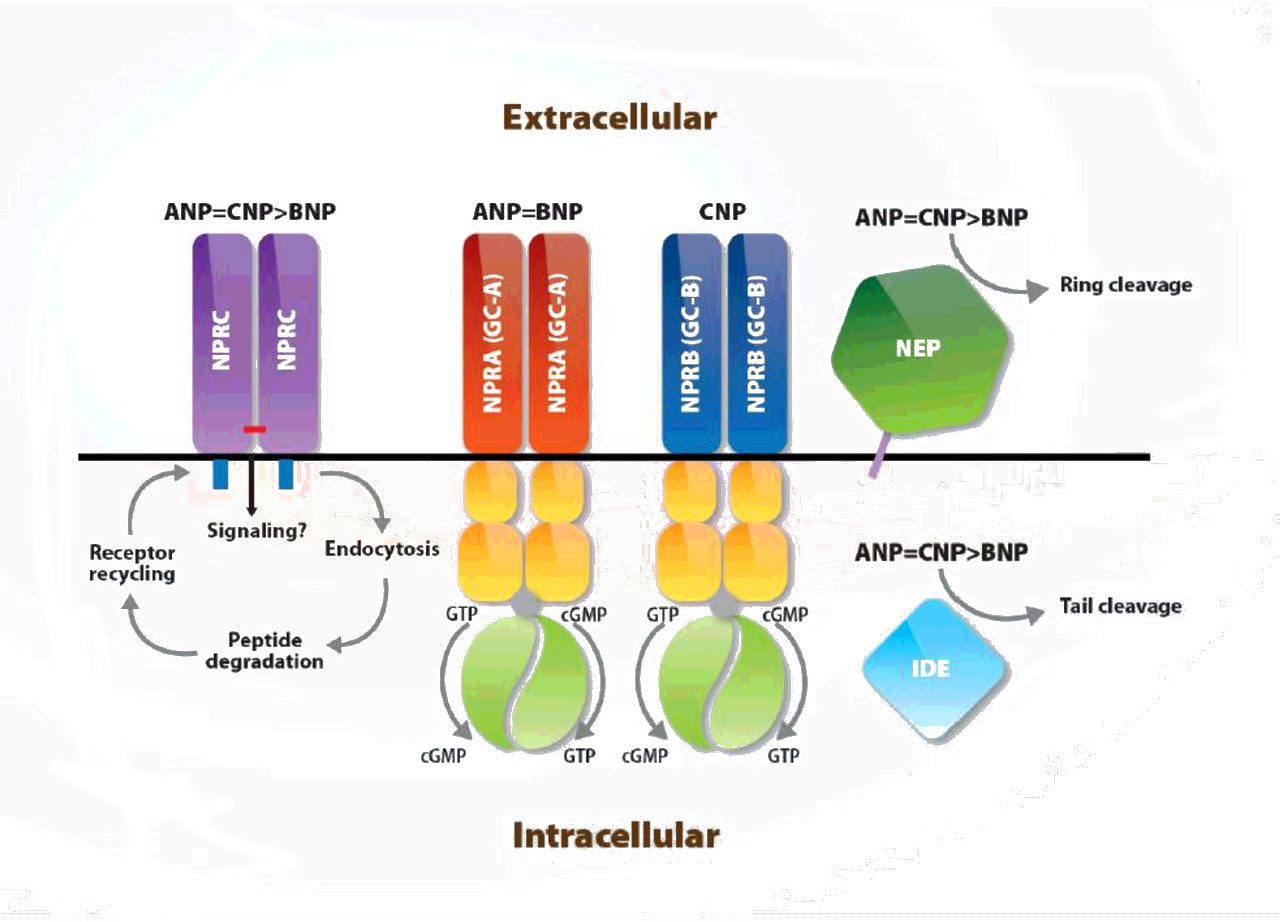 Extracellular
ANP=CNP>BNP
ANP=BNP
CNP
ANP=CNP>BNP
Ring cleavage
NPRC
NPRC
NPRA (GC-A)
NPRA (GC-A)
NPRB (GC-B)
NPRB (GC-B)
NEP
Signaling?
Endocytosis
Receptor
recycling
Peptide
degradation
GTP
cGMP
GTP
cGMP
ANP=CNP>BNP
Tail cleavage
IDE
cGMP
GTP
cGMP
GTP
Intracellular